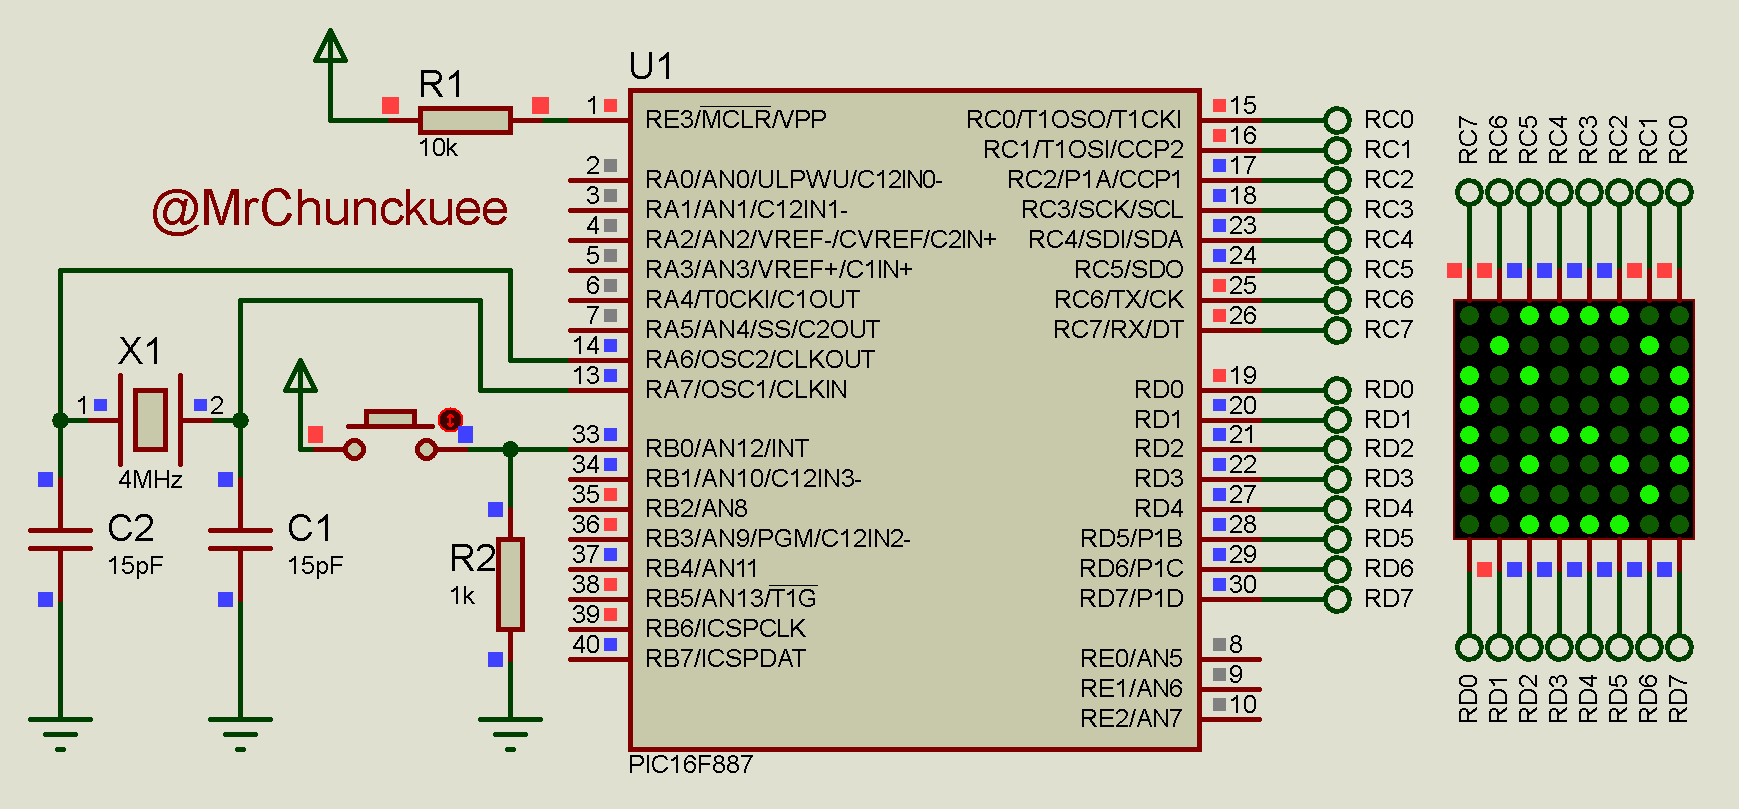 U1
R1
10k
@MrChunckuee
X1
1
2
4MHz
C2
15pF
C1
15pF
R2
1k
1 RE3/MCLR/VPP
2 RA0/AN0/ULPWU/C12IN0-
3 RA1/AN1/C12IN1-
4 RA2/AN2/VREF-/CVREF/C2IN+
5 RA3/AN3/VREF+/C1IN+
6 RA4/T0CKI/C1OUT
7 RA5/AN4/SS/C2OUT
14 RA6/OSC2/CLKOUT
13 RA7/OSC1/CLKIN
33 RB0/AN12/INT
34 RB1/AN10/C12IN3-
35 RB2/AN8
36 RB3/AN9/PGM/C12IN2-
37 RB4/AN11
38 RB5/AN13/T1G
39 RB6/ICSPCLK
40 RB7/ICSPDAT
RC0/T1OSO/T1CKI 15 RC0
RC1/T1OSI/CCP2 16 RC1
RC2/P1A/CCP1 17 RC2
RC3/SCK/SCL 18 RC3
RC4/SDI/SDA 23 RC4
RC5/SDO 24 RC5
RC6/TX/CK 25 RC6
RC7/RX/DT 26 RC7
RD0 19 RD0
RD1 20 RD1
RD2 21 RD2
RD3 22 RD3
RD4 27 RD4
RD5/P1B 28 RD5
RD6/P1C 29 RD6
RD7/P1D 30 RD7
RE0/AN5 8
RE1/AN6 9
RE2/AN7 10
PIC16F887
RC7
RC6
RC5
RC4
RC3
RC2
RC1
RC0
RD0
RD1
RD2
RD3
RD4
RD5
RD6
RD7